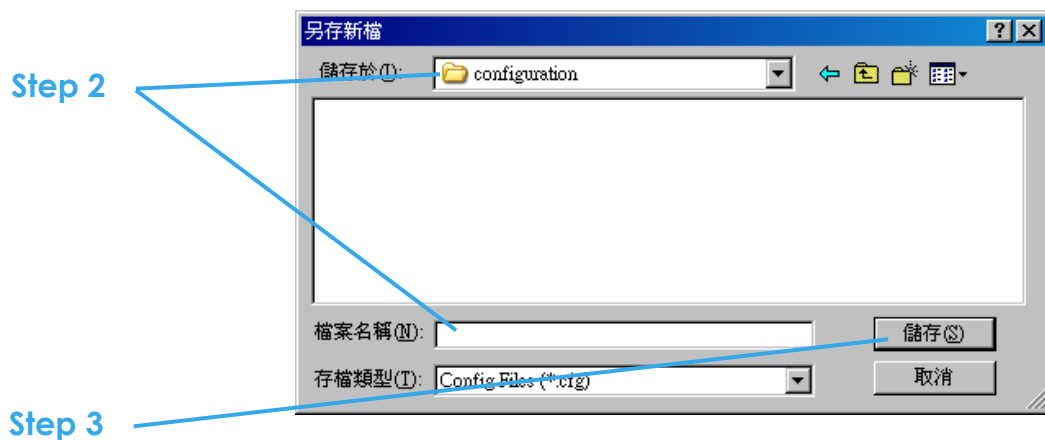 另存新檔
儲存於(I): configuration
Step 2
檔案名稱(N): 儲存(S)
存檔類型(T): Config Files (*.cfg) 取消
Step 3